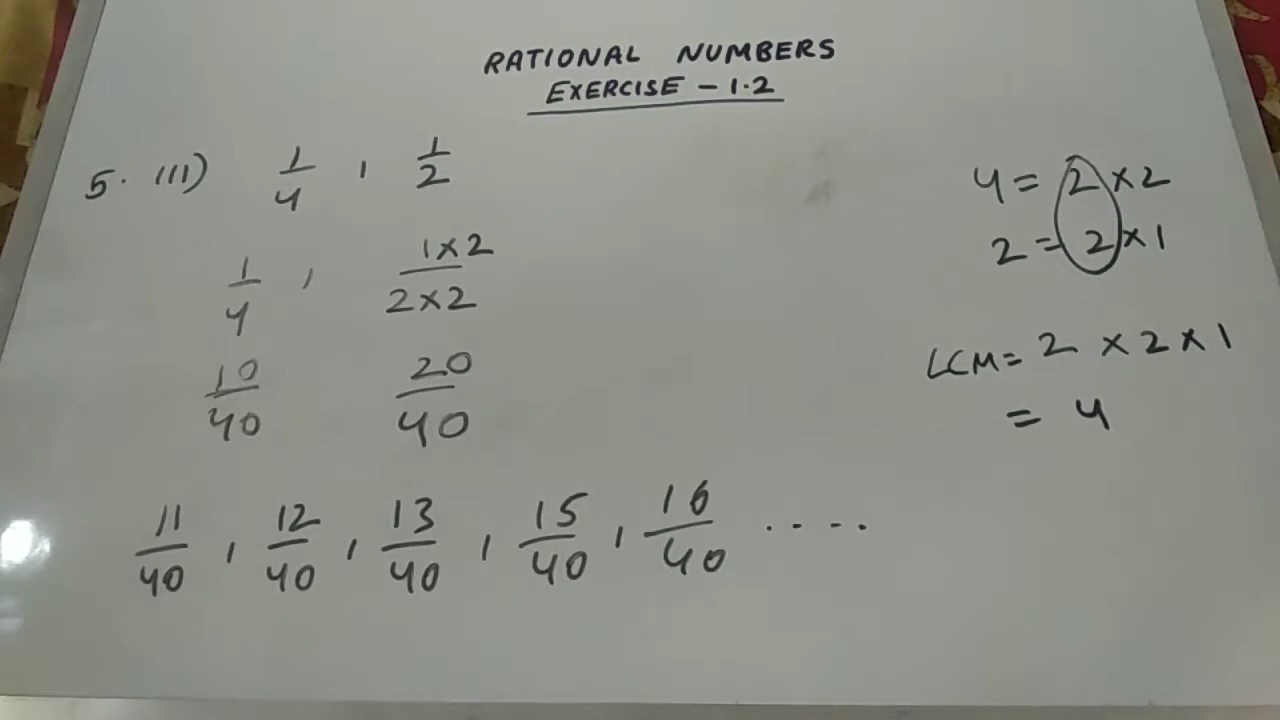 RATIONAL NUMBERS
EXERCISE - 1.2
5. (11) 1/4 , 1/2
1/4 , 1×2/2×2
10/40 20/40
11/40 , 12/40 , 13/40 , 15/40 , 16/40 ....
4 = 2 × 2
2 = 2 × 1
LCM = 2 × 2 × 1
= 4